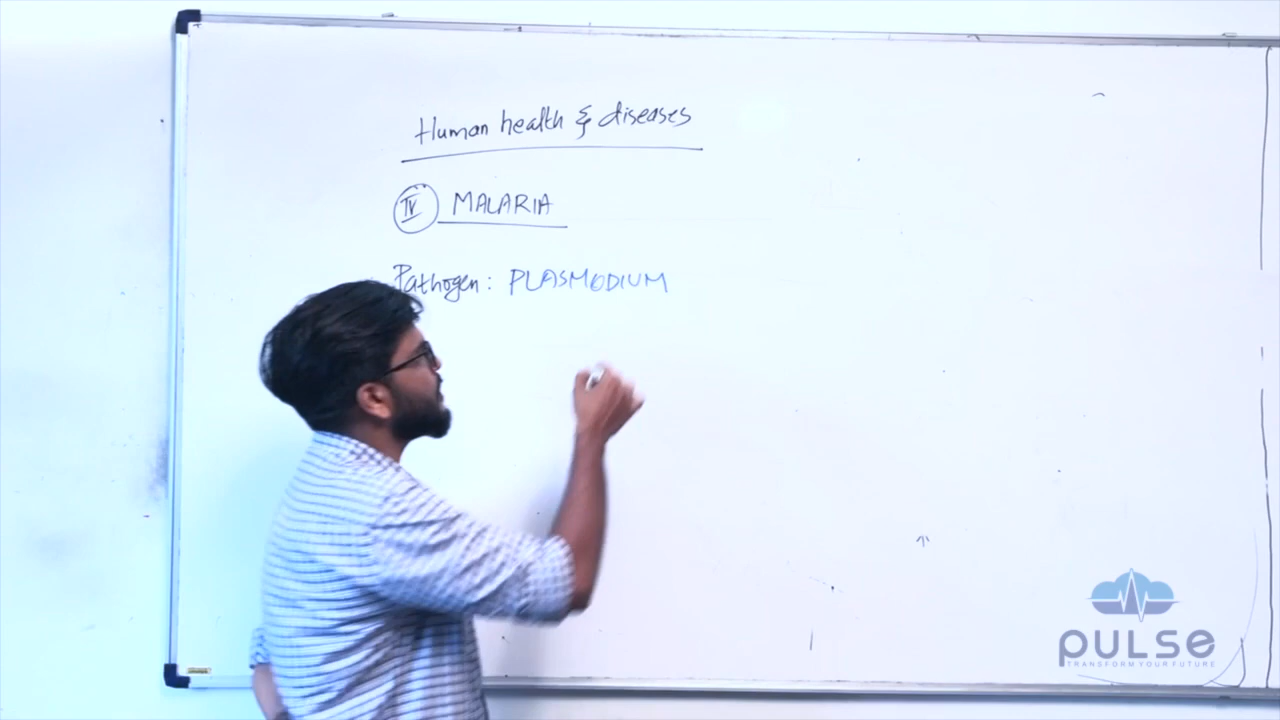 Human health & diseases
IV MALARIA
Pathogen: PLASMODIUM
PULSE
TRANSFORM YOUR FUTURE